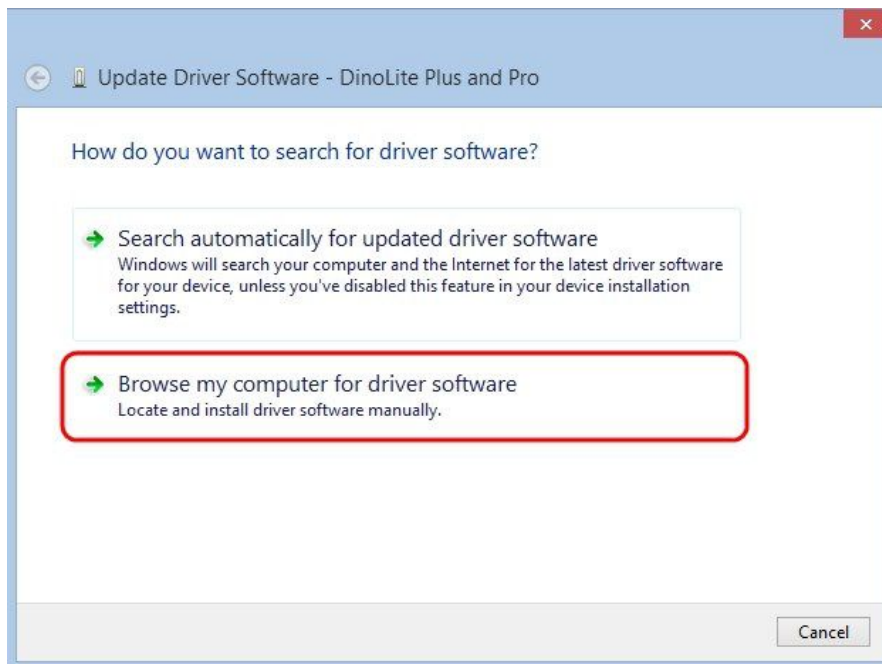 Update Driver Software - DinoLite Plus and Pro
How do you want to search for driver software?
Search automatically for updated driver software
Windows will search your computer and the Internet for the latest driver software
for your device, unless you've disabled this feature in your device installation
settings.
Browse my computer for driver software
Locate and install driver software manually.
Cancel